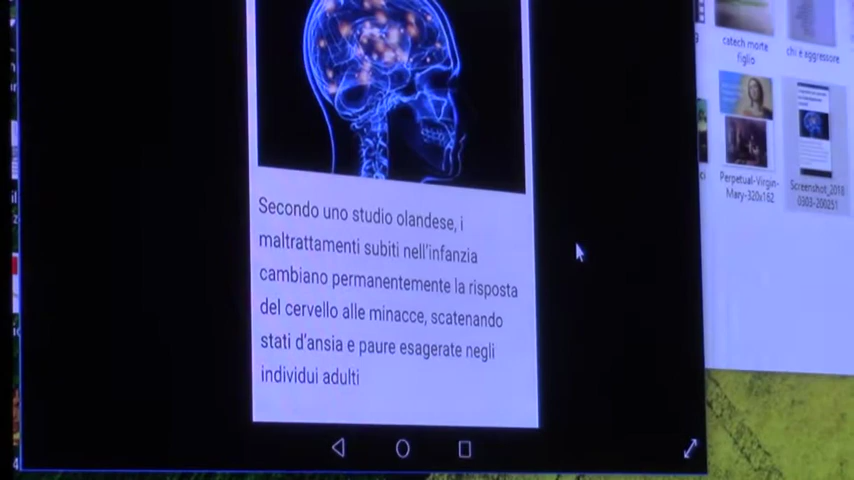 Secondo uno studio olandese, i
maltrattamenti subiti nell'infanzia
cambiano permanentemente la risposta
del cervello alle minacce, scatenando
stati d'ansia e paure esagerate negli
individui adulti
catech morte
figlio
chi è aggressore
Perpetual-Virgin-
Mary-320x162
Screenshot_2018
0303-200251